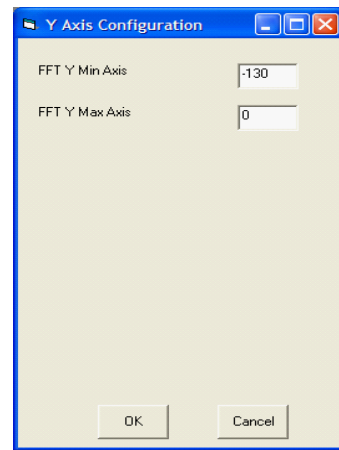 Y Axis Configuration
FFT Y Min Axis -130
FFT Y Max Axis 0
OK Cancel